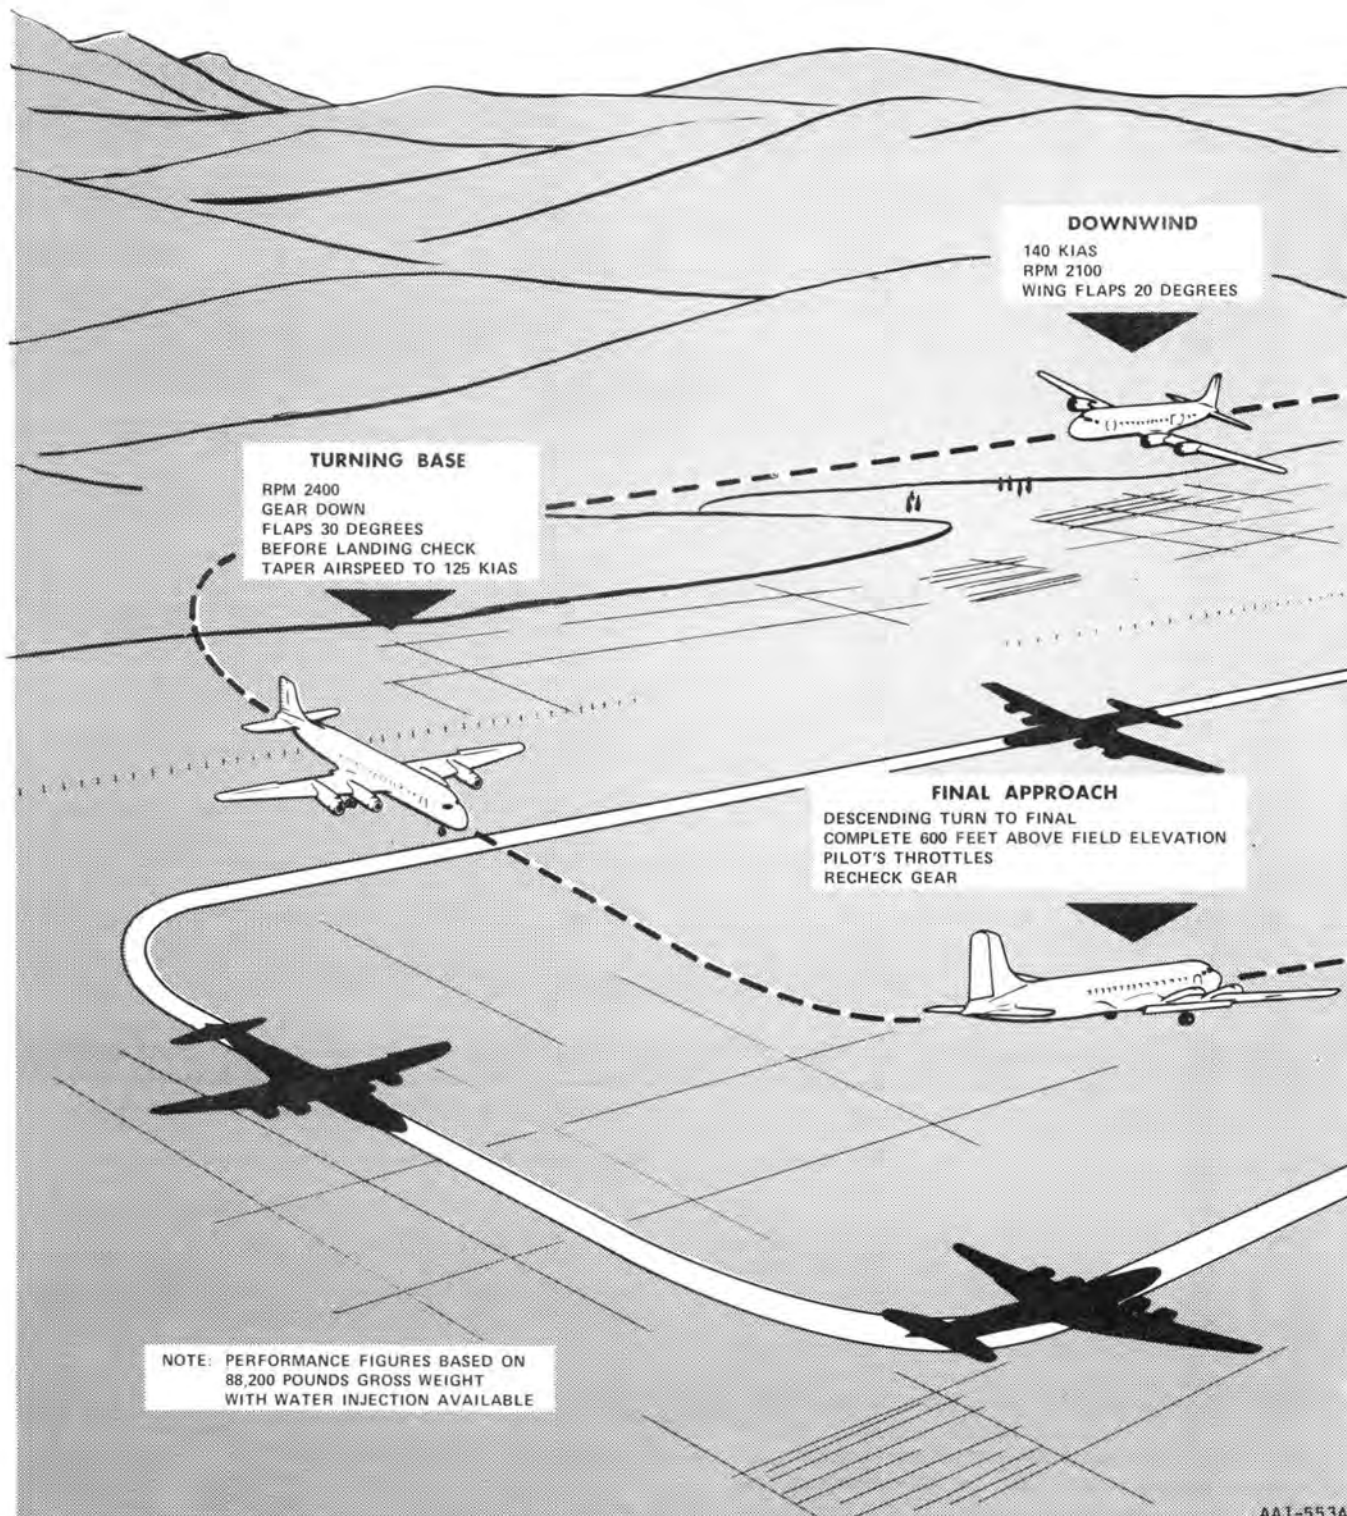 DOWNWIND
140 KIAS
RPM 2100
WING FLAPS 20 DEGREES
TURNING BASE
RPM 2400
GEAR DOWN
FLAPS 30 DEGREES
BEFORE LANDING CHECK
TAPER AIRSPEED TO 125 KIAS
FINAL APPROACH
DESCENDING TURN TO FINAL
COMPLETE 600 FEET ABOVE FIELD ELEVATION
PILOT'S THROTTLES
RECHECK GEAR
NOTE: PERFORMANCE FIGURES BASED ON
88,200 POUNDS GROSS WEIGHT
WITH WATER INJECTION AVAILABLE
AA1-553A